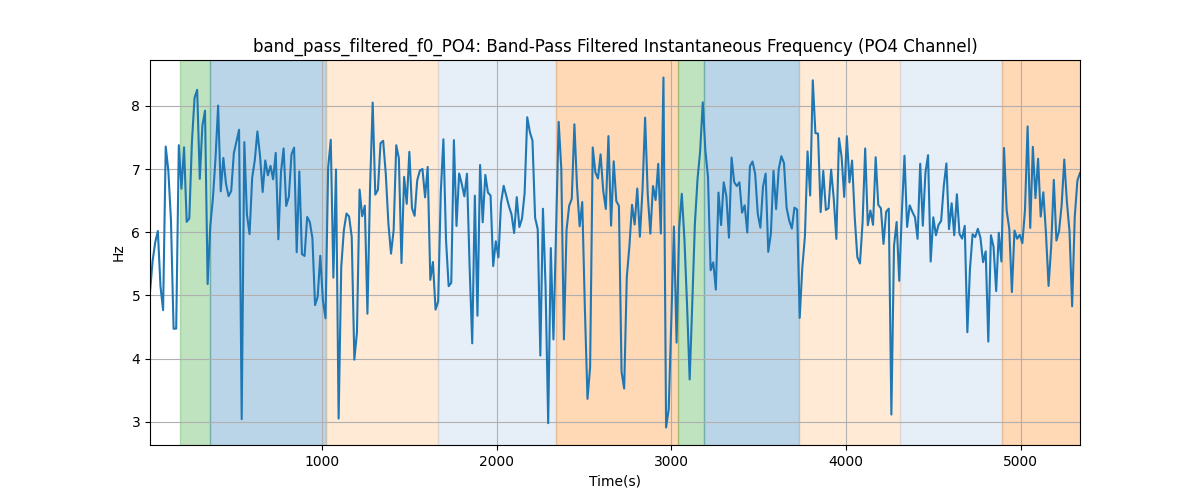 band_pass_filtered_f0_PO4: Band-Pass Filtered Instantaneous Frequency (PO4 Channel)
8
7
6
5
4
3
Hz
1000 2000 3000 4000 5000
Time(s)